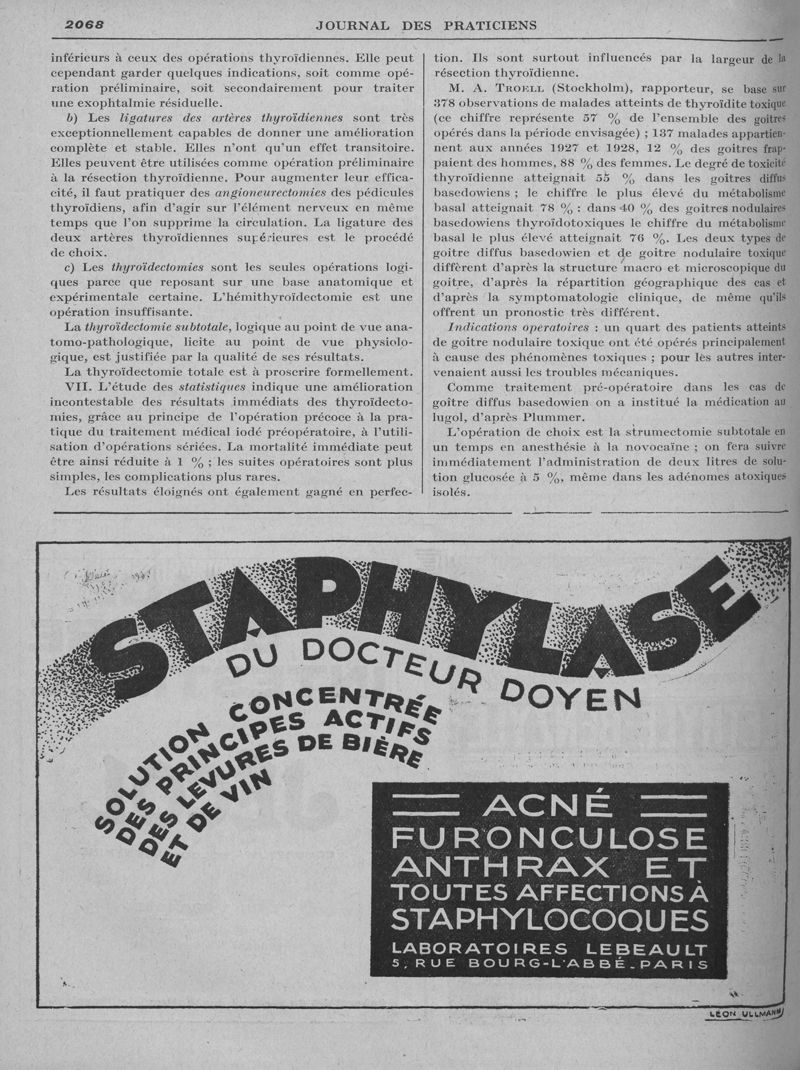 2068
JOURNAL DES PRATICIENS
inférieurs à ceux des opérations thyroïdiennes. Elle peut
cependant garder quelques indications, soit comme opé-
ration préliminaire, soit secondairement pour traiter
une exophtalmie résiduelle.
b) Les ligatures des artères thyroïdiennes sont très
exceptionnellement capables de donner une amélioration
complète et stable. Elles n'ont qu'un effet transitoire.
Elles peuvent être utilisées comme opération préliminaire
à la résection thyroïdienne. Pour augmenter leur effica-
cité, il faut pratiquer des angioneurectomies des pédicules
thyroïdiens, afin d'agir sur l'élément nerveux en même
temps que l'on supprime la circulation. La ligature des
deux artères thyroïdiennes supérieures est le procédé
de choix.
c) Les thyroïdectomies sont les seules opérations logi-
ques parce que reposant sur une base anatomique et
expérimentale certaine. L'hémithyroïdectomie est une
opération insuffisante.
La thyroïdectomie subtotale, logique au point de vue ana-
tomo-pathologique, licite au point de vue physiolo-
gique, est justifiée par la qualité de ses résultats.
La thyroïdectomie totale est à proscrire formellement.
VII. L'étude des statistiques indique une amélioration
incontestable des résultats immédiats des thyroïdecto-
mies, grâce au principe de l'opération précoce à la pra-
tique du traitement médical iodé préopératoire, à l'utili-
sation d'opérations sériées. La mortalité immédiate peut
être ainsi réduite à 1 % ; les suites opératoires sont plus
simples, les complications plus rares.
Les résultats éloignés ont également gagné en perfec-
tion. Ils sont surtout influencés par la largeur de la
résection thyroïdienne.
M. A. TROELL (Stockholm), rapporteur, se base sur
378 observations de malades atteints de thyroïdite toxique
(ce chiffre représente 57 % de l'ensemble des goitres
opérés dans la période envisagée) ; 137 malades appartien-
nent aux années 1927 et 1928, 12 % des goitres frap-
paient des hommes, 88 % des femmes. Le degré de toxicité
thyroïdienne atteignait 55 % dans les goitres diffus
basedowiens ; le chiffre le plus élevé du métabolisme
basal atteignait 78 % : dans 40 % des goitres nodulaires
basedowiens thyroïdotoxiques le chiffre du métabolisme
basal le plus élevé atteignait 76 %. Les deux types de
goitre diffus basedowien et de goitre nodulaire toxique
diffèrent d'après la structure macro et microscopique du
goitre, d'après la répartition géographique des cas et
d'après la symptomatologie clinique, de même qu'ils
offrent un pronostic très différent.
Indications operatoires : un quart des patients atteints
de goitre nodulaire toxique ont été opérés principalement
à cause des phénomènes toxiques ; pour lès autres inter-
venaient aussi les troubles mécaniques.
Comme traitement pré-opératoire dans les cas de
goître diffus basedowien on a institué la médication au
lugol, d'après Plummer.
L'opération de choix est la strumectomie subtotale en
un temps en anesthésie à la novocaïne ; on fera suivre
immédiatement l'administration de deux litres de solu-
tion glucosée à 5 %, même dans les adénomes atoxiques
isolés.
STAPHYLASE
DU DOCTEUR DOYEN
SOLUTION CONCENTRÉE
DES PRINCIPES ACTIFS
DES LEVURES DE BIÈRE
ET DE VIN
ACNÉ
FURONCULOSE
ANTHRAX ET
TOUTES AFFECTIONS A
STAPHYLOCOQUES
LABORATOIRES LEBEAULT
5, RUE BOURG-L'ABBÉ - PARIS
LÉON ULLMANN